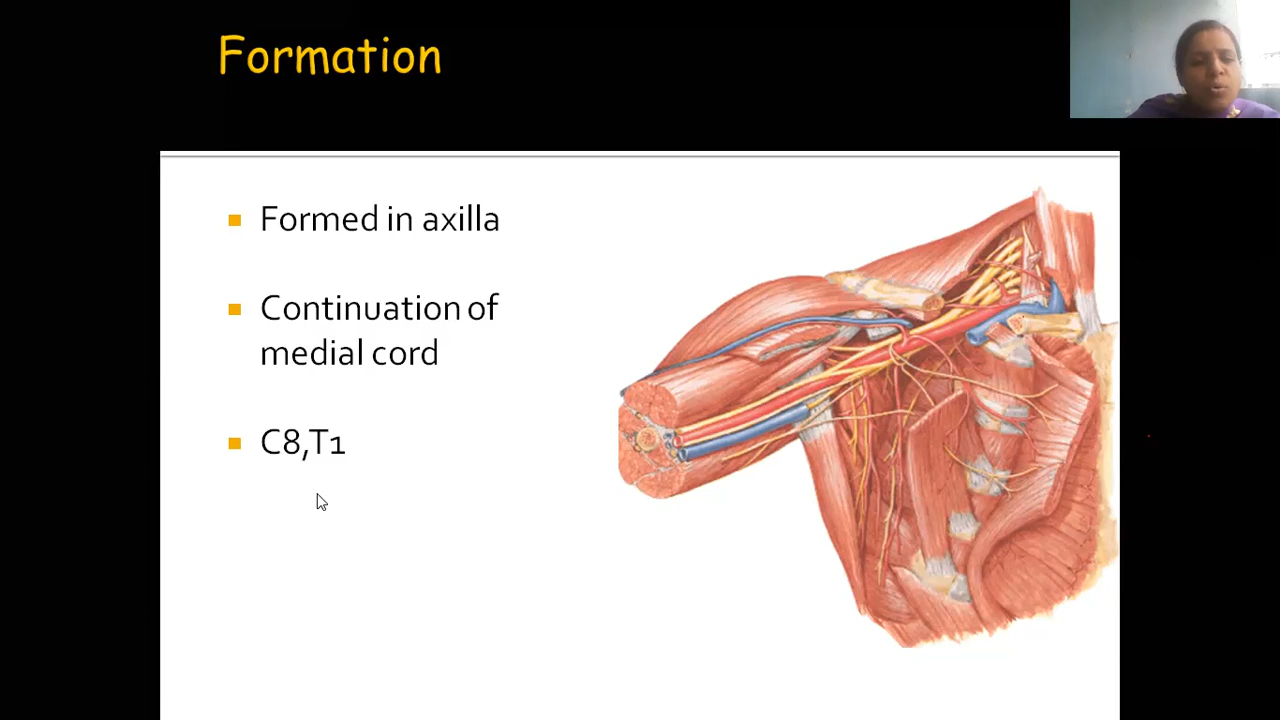 Formation
Formed in axilla
Continuation of
medial cord
C8,T1